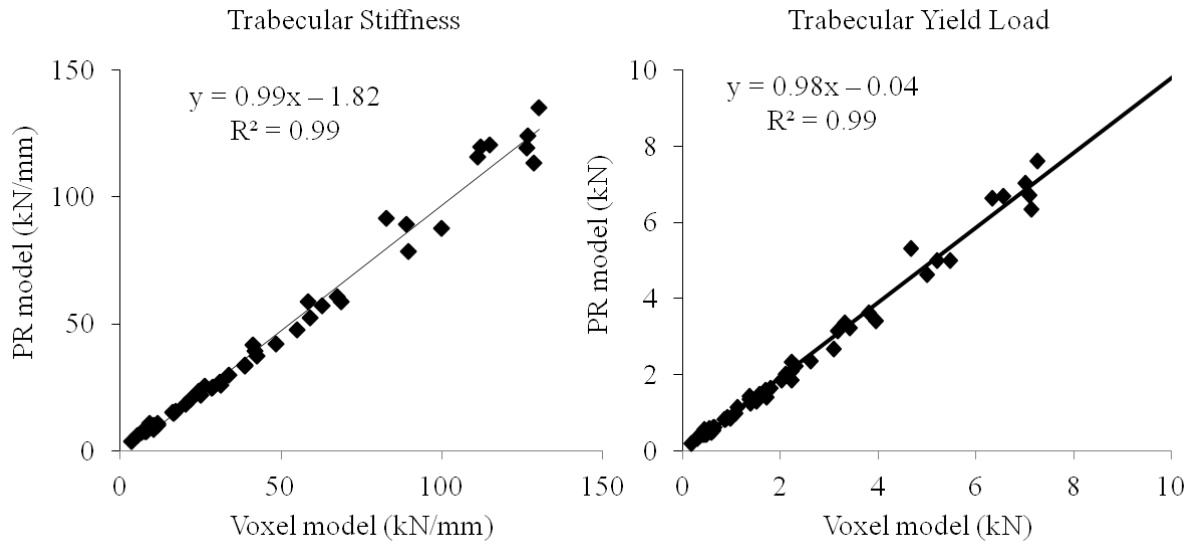 Trabecular Stiffness
150
100
50
0
0 50 100 150
PR model (kN/mm)
Voxel model (kN/mm)
y = 0.99x – 1.82
R² = 0.99
Trabecular Yield Load
10
8
6
4
2
0
0 2 4 6 8 10
PR model (kN)
Voxel model (kN)
y = 0.98x – 0.04
R² = 0.99